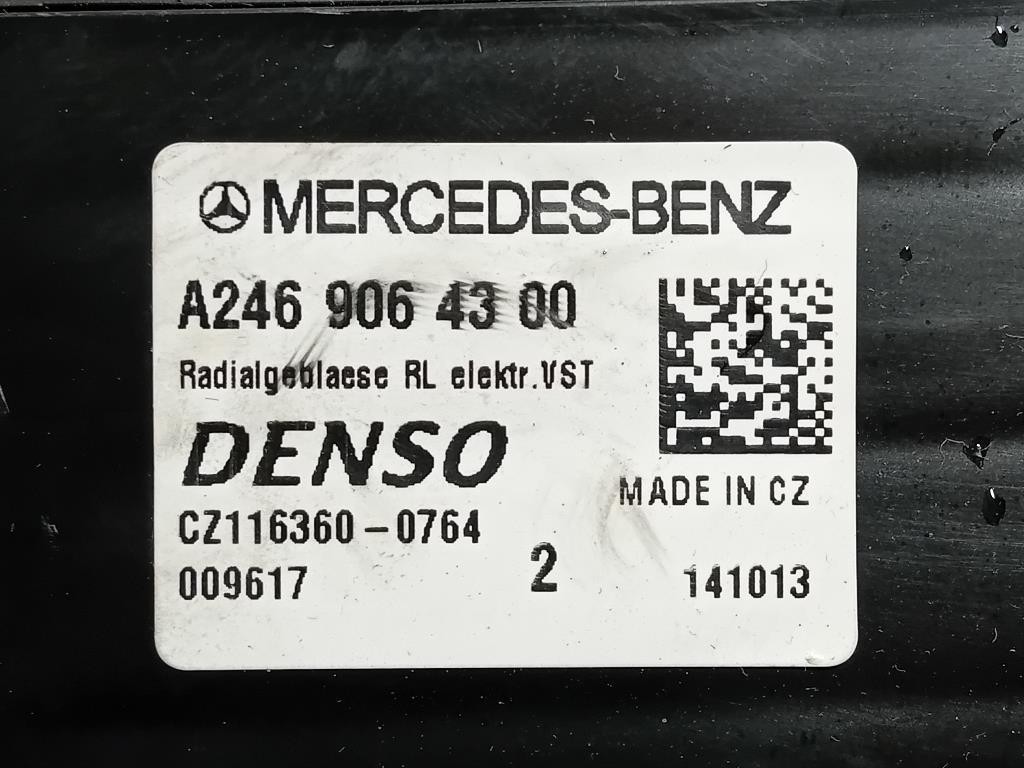 MERCEDES-BENZ
A246 906 43 00
Radialgeblaese RL elektr.VST
DENSO
MADE IN CZ
CZ116360-0764
009617
2
141013